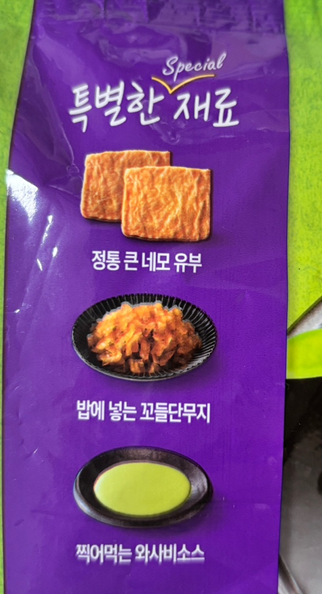 Special
특별한 재료
정통 큰 네모 유부
밥에 넣는 꼬들단무지
찍어먹는 와사비소스